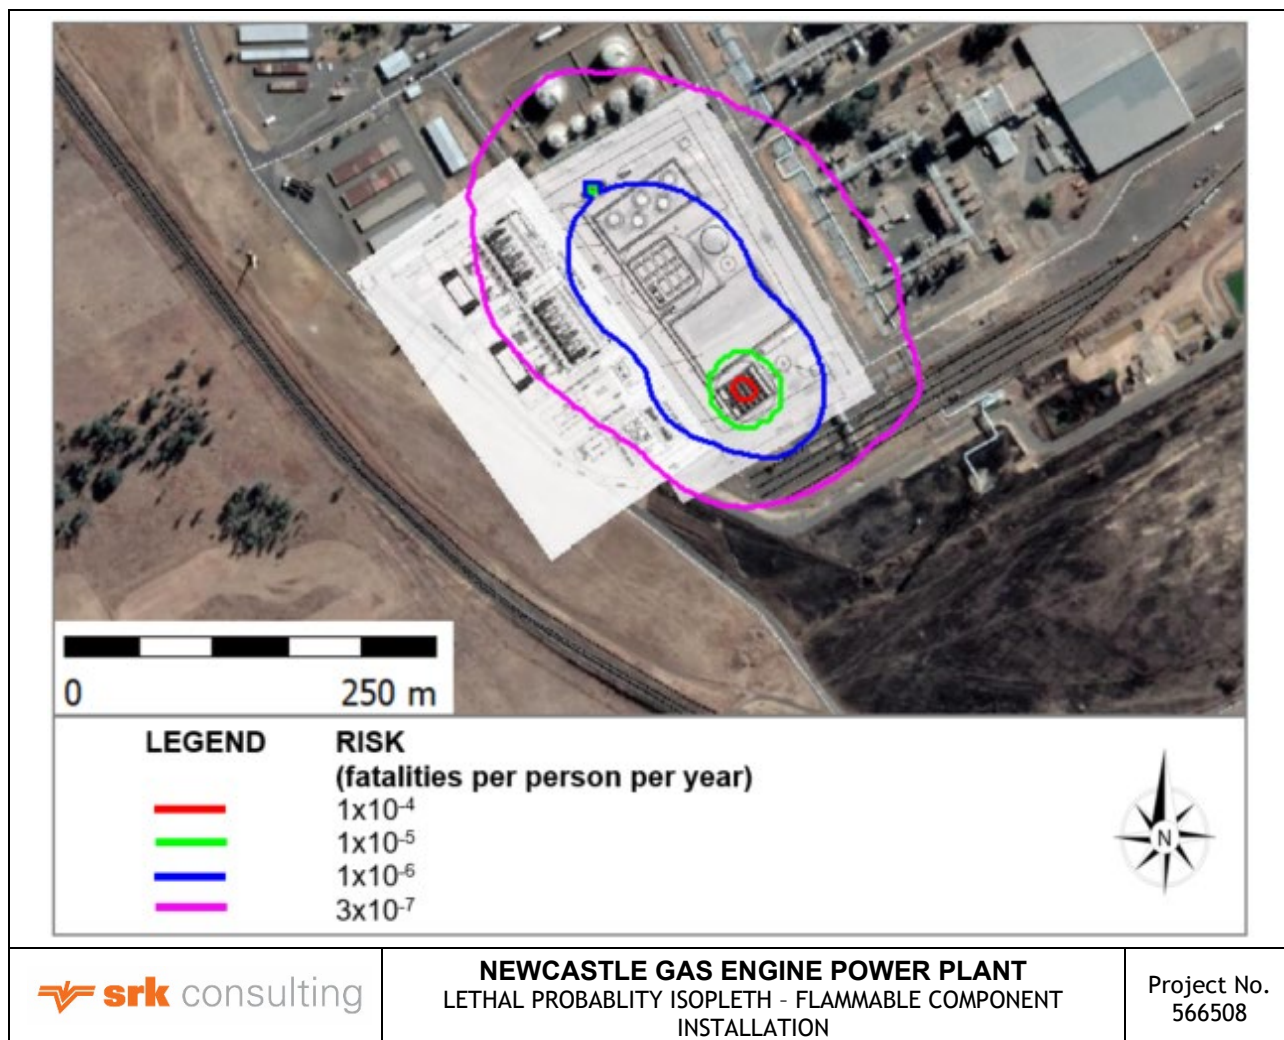 0
250 m
LEGEND
RISK
(fatalities per person per year)
1x10⁻⁴
1x10⁻⁵
1x10⁻⁶
3x10⁻⁷
N
srk consulting
NEWCASTLE GAS ENGINE POWER PLANT
LETHAL PROBABLITY ISOPLETH – FLAMMABLE COMPONENT
INSTALLATION
Project No.
566508